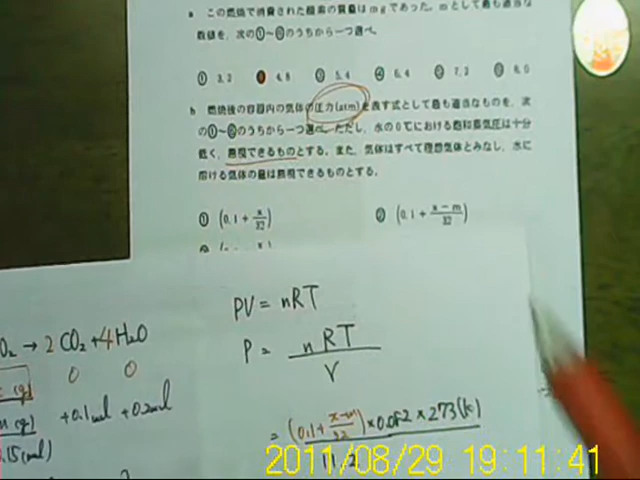 a この燃焼で消費された酸素の質量は m g であった。m として最も適当な
数値を、次の①～⑥のうちから一つ選べ。
① 3.2 ② 4.8 ③ 5.4 ④ 6.4 ⑤ 7.2 ⑥ 8.0
b 燃焼後の容器内の気体の圧力(atm)を表す式として最も適当なものを、次
の①～⑥のうちから一つ選べ。ただし、水の0℃における飽和蒸気圧は十分
低く、無視できるものとする。また、気体はすべて理想気体とみなし、水に
溶ける気体の量は無視できるものとする。
① (0.1 + x/32) ② (0.1 + x−m/32)
PV = nRT
P = nRT/V
= (0.1 + x−m/32) × 0.082 × 273(K)
11.2
O₂ → 2CO₂ + 4H₂O
0 0
(g)
+0.1mol +0.2mol
0.15(mol)
2011/08/29 19:11:41